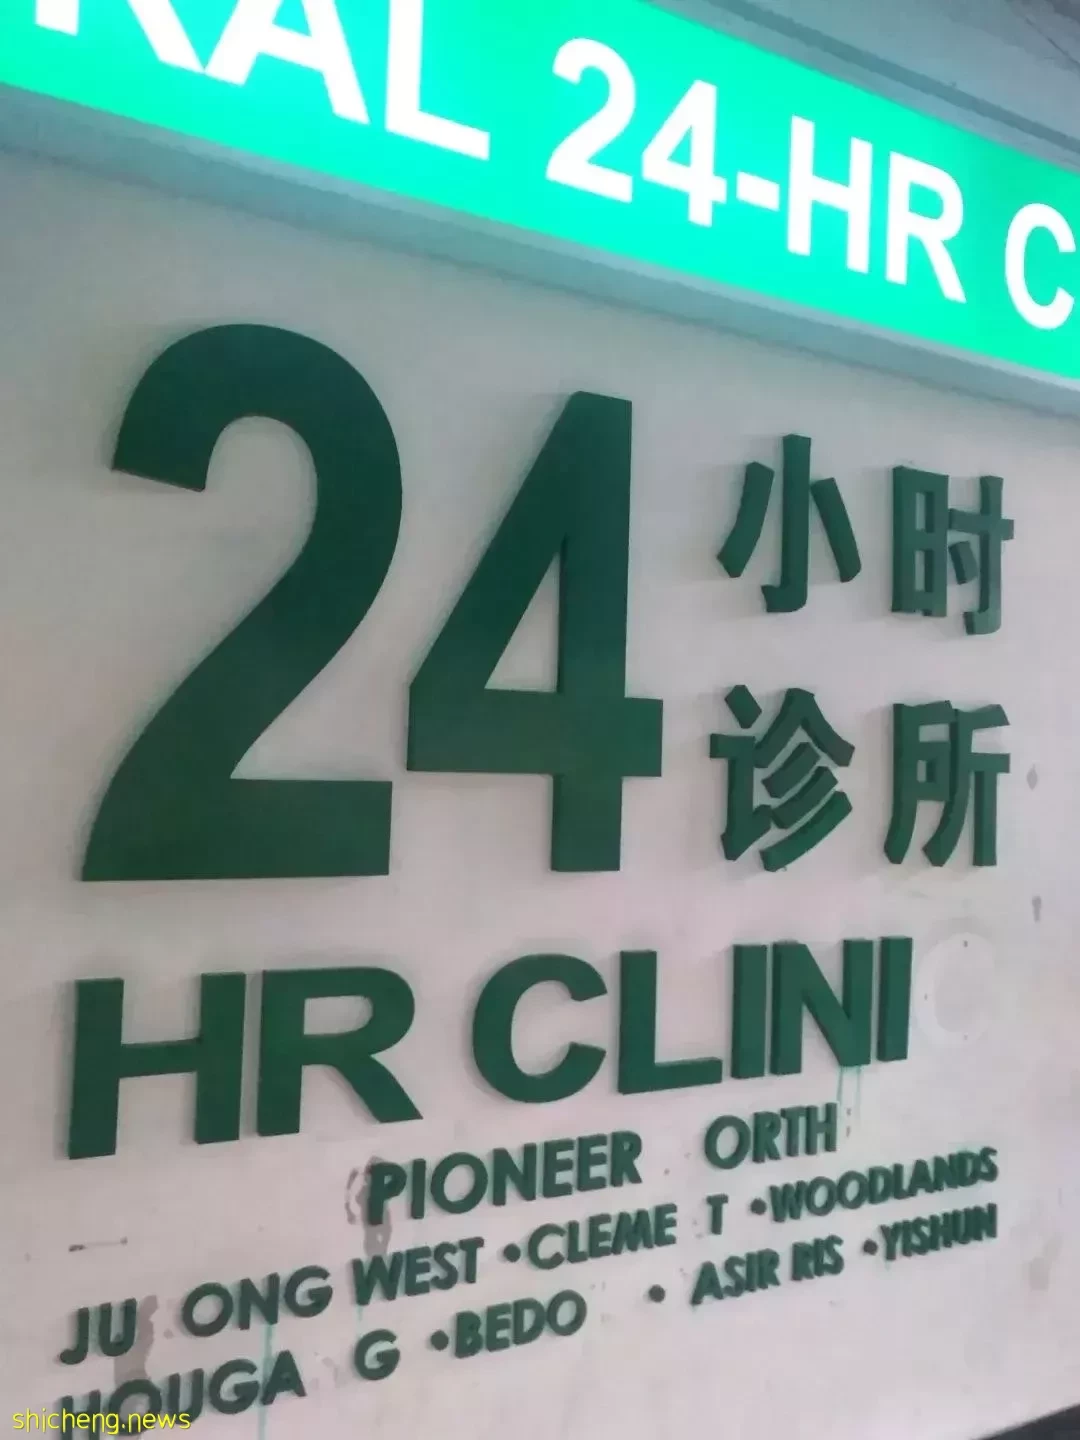 RAL 24-HR C
24 小时
诊所
HR CLINI
PIONEER ORTH
JU ONG WEST •CLEME T •WOODLANDS
HOUGA G •BEDO • ASIR RIS •YISHUN
shicheng.news